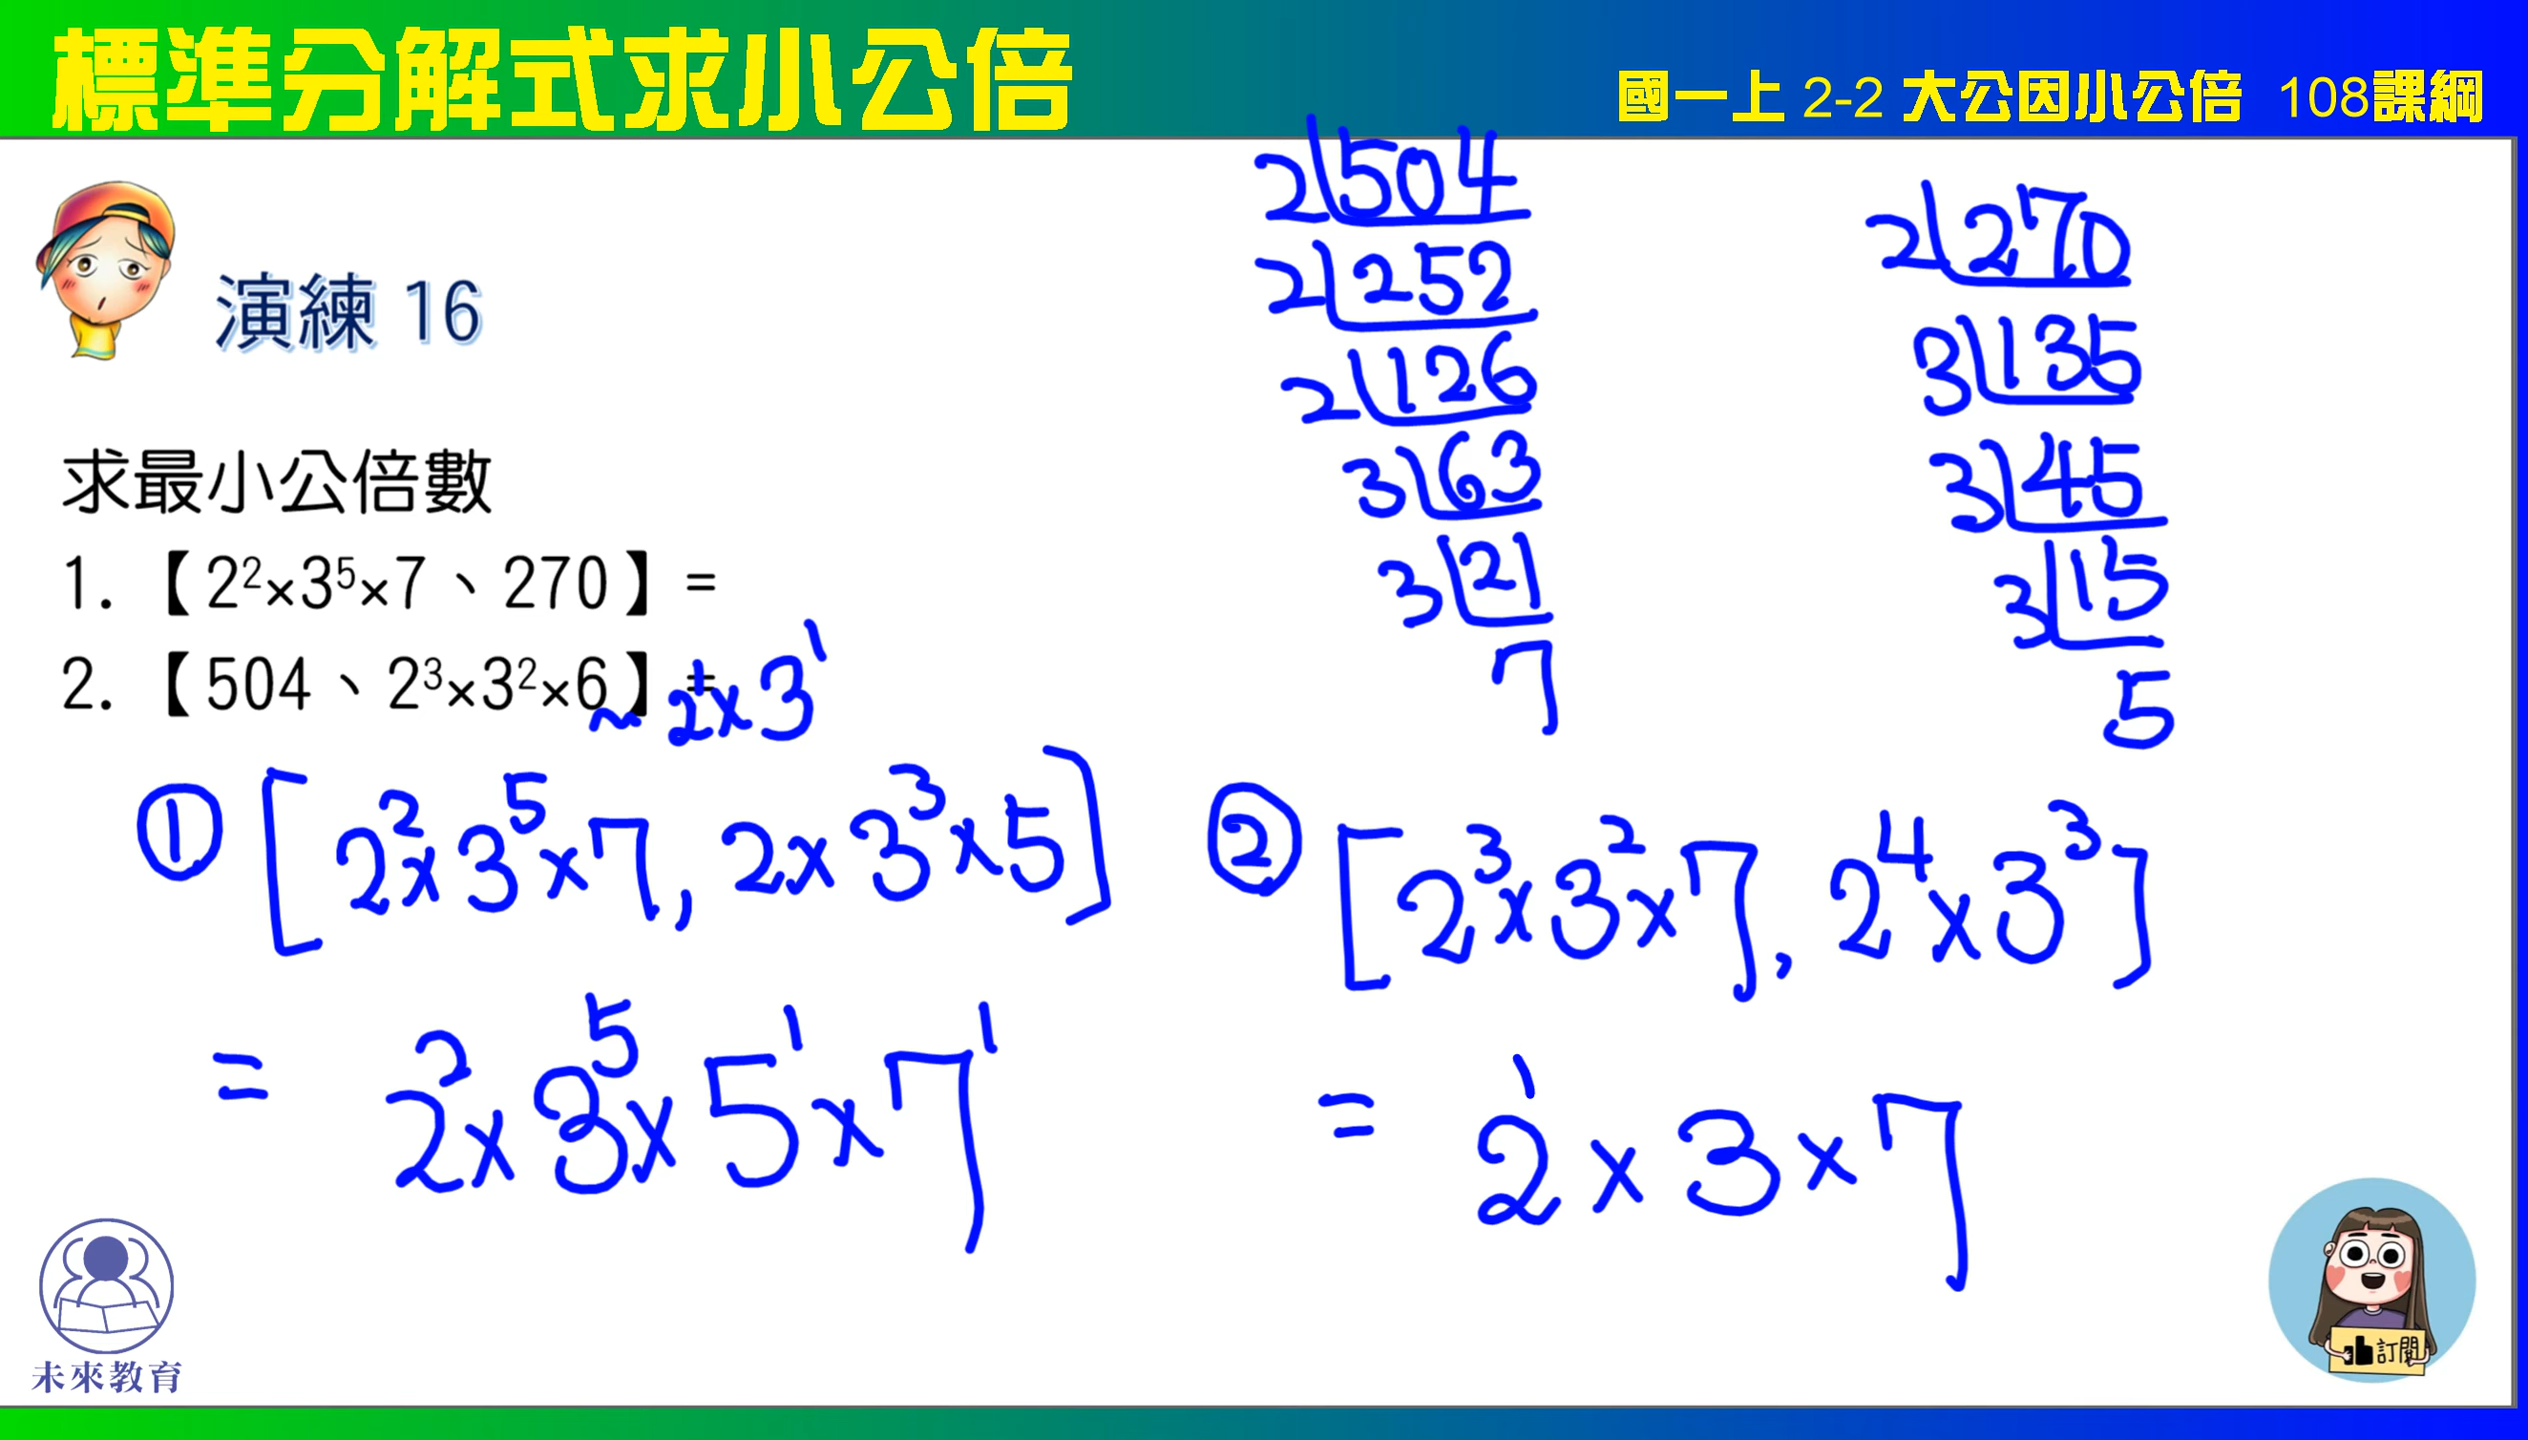 標準分解式求小公倍
國一上 2-2 大公因小公倍 108課綱
演練 16
求最小公倍數
1. 【2²×3⁵×7、270】=
2. 【504、2³×3²×6】=
2¹×3¹
2 504
2 252
2 126
3 63
3 21
7
2 270
3 135
3 45
3 15
5
① [2²×3⁵×7, 2×3³×5]
= 2²×3⁵×5¹×7¹
② [2³×3²×7, 2⁴×3³]
= 2¹×3×7
未來教育
訂閱